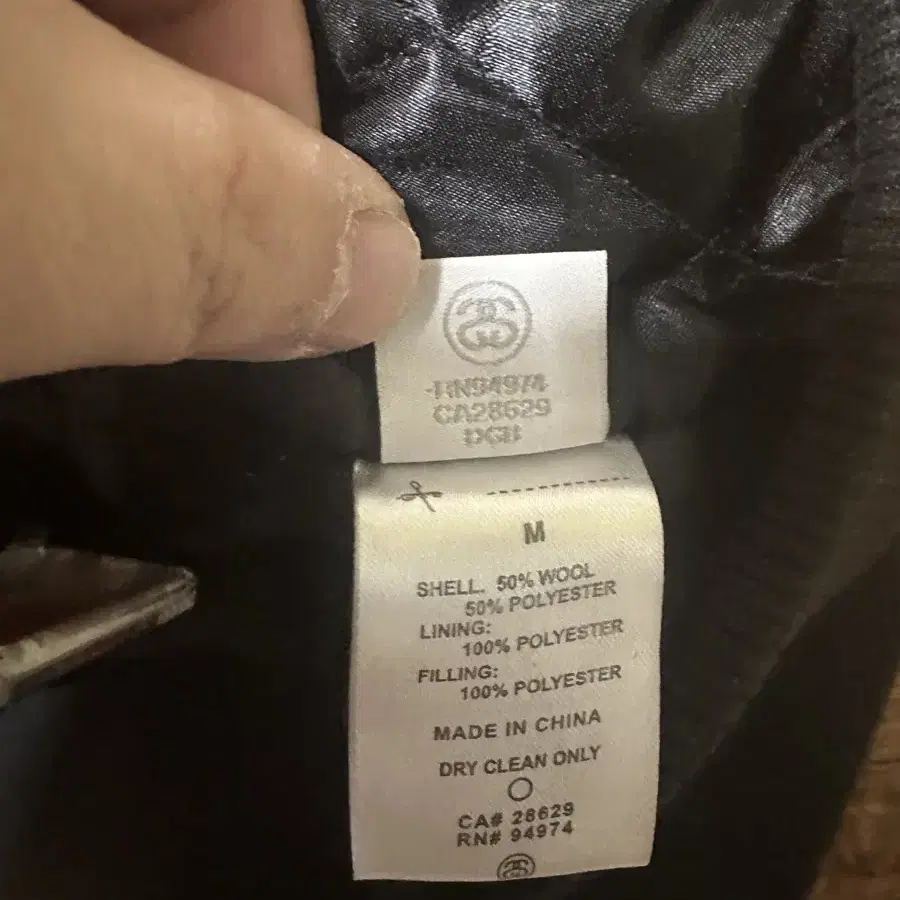 RN94974
CA28629
DGB
M
SHELL. 50% WOOL
50% POLYESTER
LINING:
100% POLYESTER
FILLING:
100% POLYESTER
MADE IN CHINA
DRY CLEAN ONLY
CA# 28629
RN# 94974